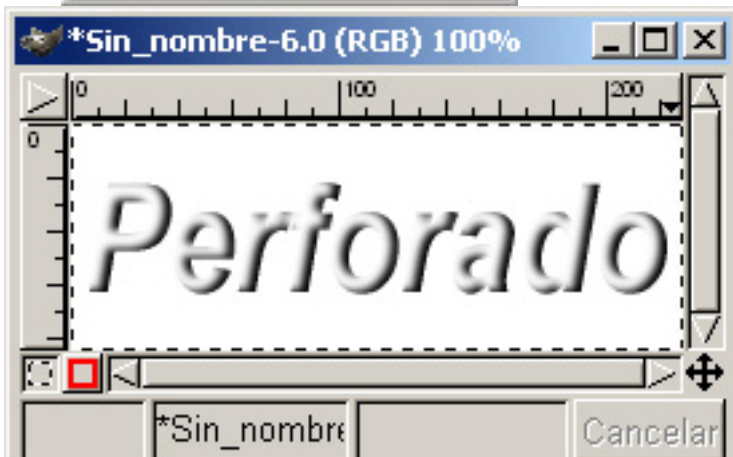 *Sin_nombre-6.0 (RGB) 100%
0 100 200
0
Perforado
*Sin_nombre Cancelar